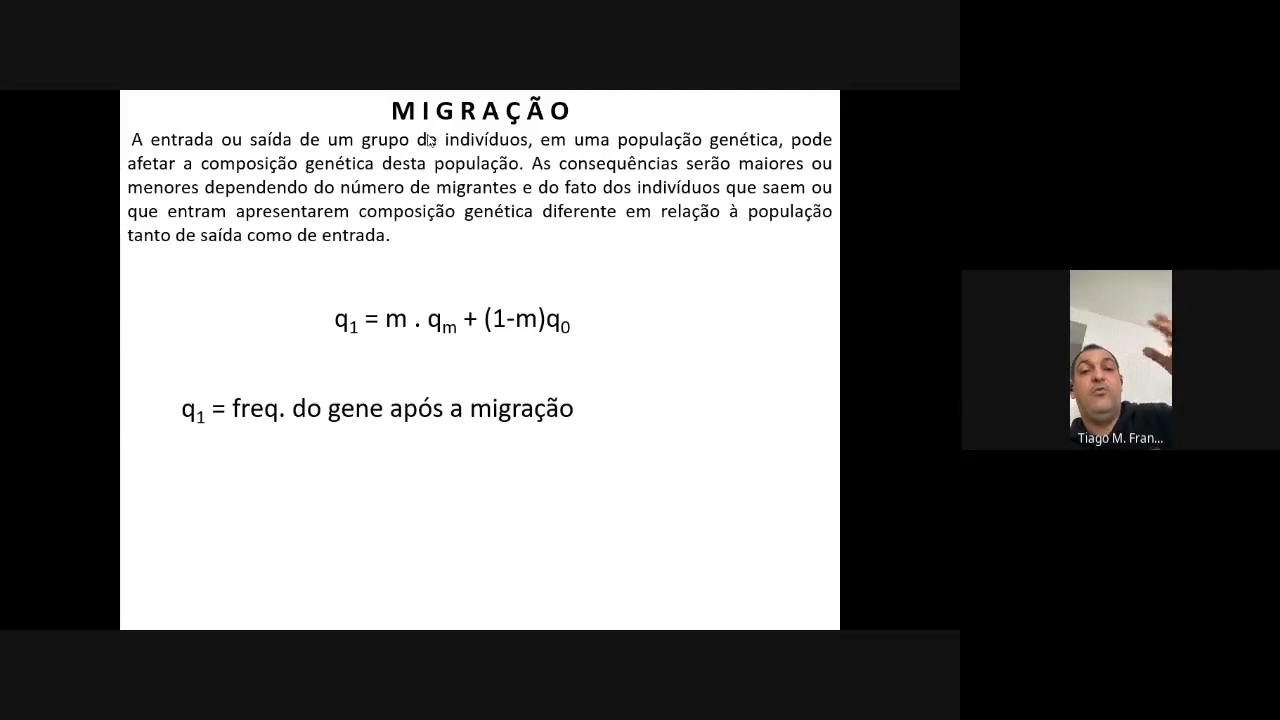 MIGRAÇÃO
A entrada ou saída de um grupo de indivíduos, em uma população genética, pode
afetar a composição genética desta população. As consequências serão maiores ou
menores dependendo do número de migrantes e do fato dos indivíduos que saem ou
que entram apresentarem composição genética diferente em relação à população
tanto de saída como de entrada.
q₁ = m . qₘ + (1-m)q₀
q₁ = freq. do gene após a migração
Tiago M. Fran...